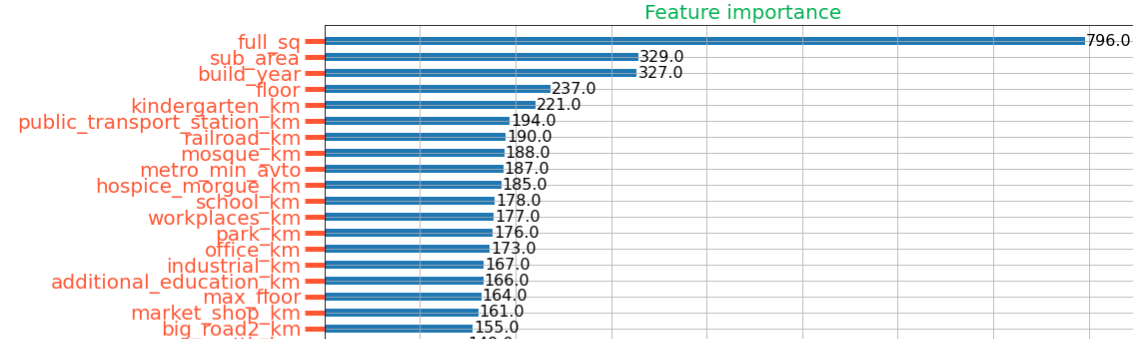 Feature importance
full_sq 796.0
sub_area 329.0
build_year 327.0
floor 237.0
kindergarten_km 221.0
public_transport_station_km 194.0
railroad_km 190.0
mosque_km 188.0
metro_min_avto 187.0
hospice_morgue_km 185.0
school_km 178.0
workplaces_km 177.0
park_km 176.0
office_km 173.0
industrial_km 167.0
additional_education_km 166.0
max_floor 164.0
market_shop_km 161.0
big_road2_km 155.0